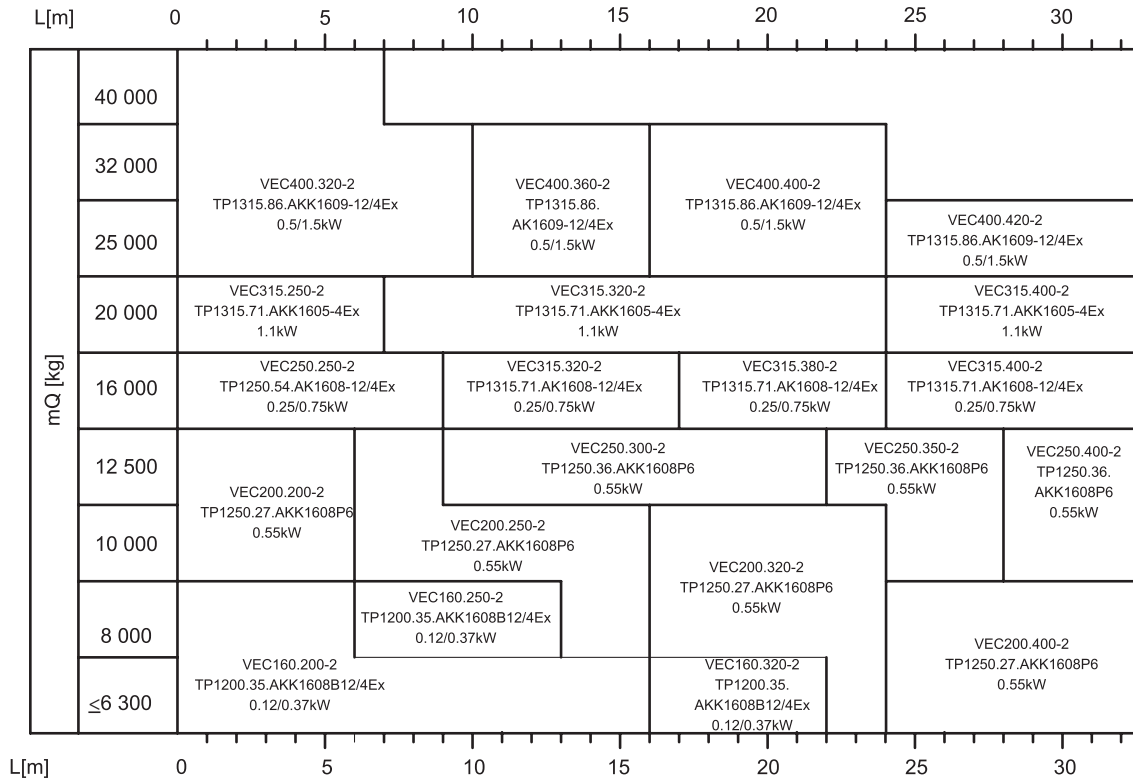 L[m] 0 5 10 15 20 25 30
40 000
32 000
25 000
20 000
16 000
12 500
10 000
8 000
≤6 300
mQ [kg]
VEC400.320-2
TP1315.86.AKK1609-12/4Ex
0.5/1.5kW
VEC400.360-2
TP1315.86.
AK1609-12/4Ex
0.5/1.5kW
VEC400.400-2
TP1315.86.AK1609-12/4Ex
0.5/1.5kW
VEC400.420-2
TP1315.86.AK1609-12/4Ex
0.5/1.5kW
VEC315.250-2
TP1315.71.AKK1605-4Ex
1.1kW
VEC315.320-2
TP1315.71.AKK1605-4Ex
1.1kW
VEC315.400-2
TP1315.71.AKK1605-4Ex
1.1kW
VEC250.250-2
TP1250.54.AK1608-12/4Ex
0.25/0.75kW
VEC315.320-2
TP1315.71.AK1608-12/4Ex
0.25/0.75kW
VEC315.380-2
TP1315.71.AK1608-12/4Ex
0.25/0.75kW
VEC315.400-2
TP1315.71.AK1608-12/4Ex
0.25/0.75kW
VEC200.200-2
TP1250.27.AKK1608P6
0.55kW
VEC250.300-2
TP1250.36.AKK1608P6
0.55kW
VEC250.350-2
TP1250.36.AKK1608P6
0.55kW
VEC250.400-2
TP1250.36.
AKK1608P6
0.55kW
VEC200.250-2
TP1250.27.AKK1608P6
0.55kW
VEC200.320-2
TP1250.27.AKK1608P6
0.55kW
VEC160.250-2
TP1200.35.AKK1608B12/4Ex
0.12/0.37kW
VEC160.200-2
TP1200.35.AKK1608B12/4Ex
0.12/0.37kW
VEC160.320-2
TP1200.35.
AKK1608B12/4Ex
0.12/0.37kW
VEC200.400-2
TP1250.27.AKK1608P6
0.55kW
L[m] 0 5 10 15 20 25 30